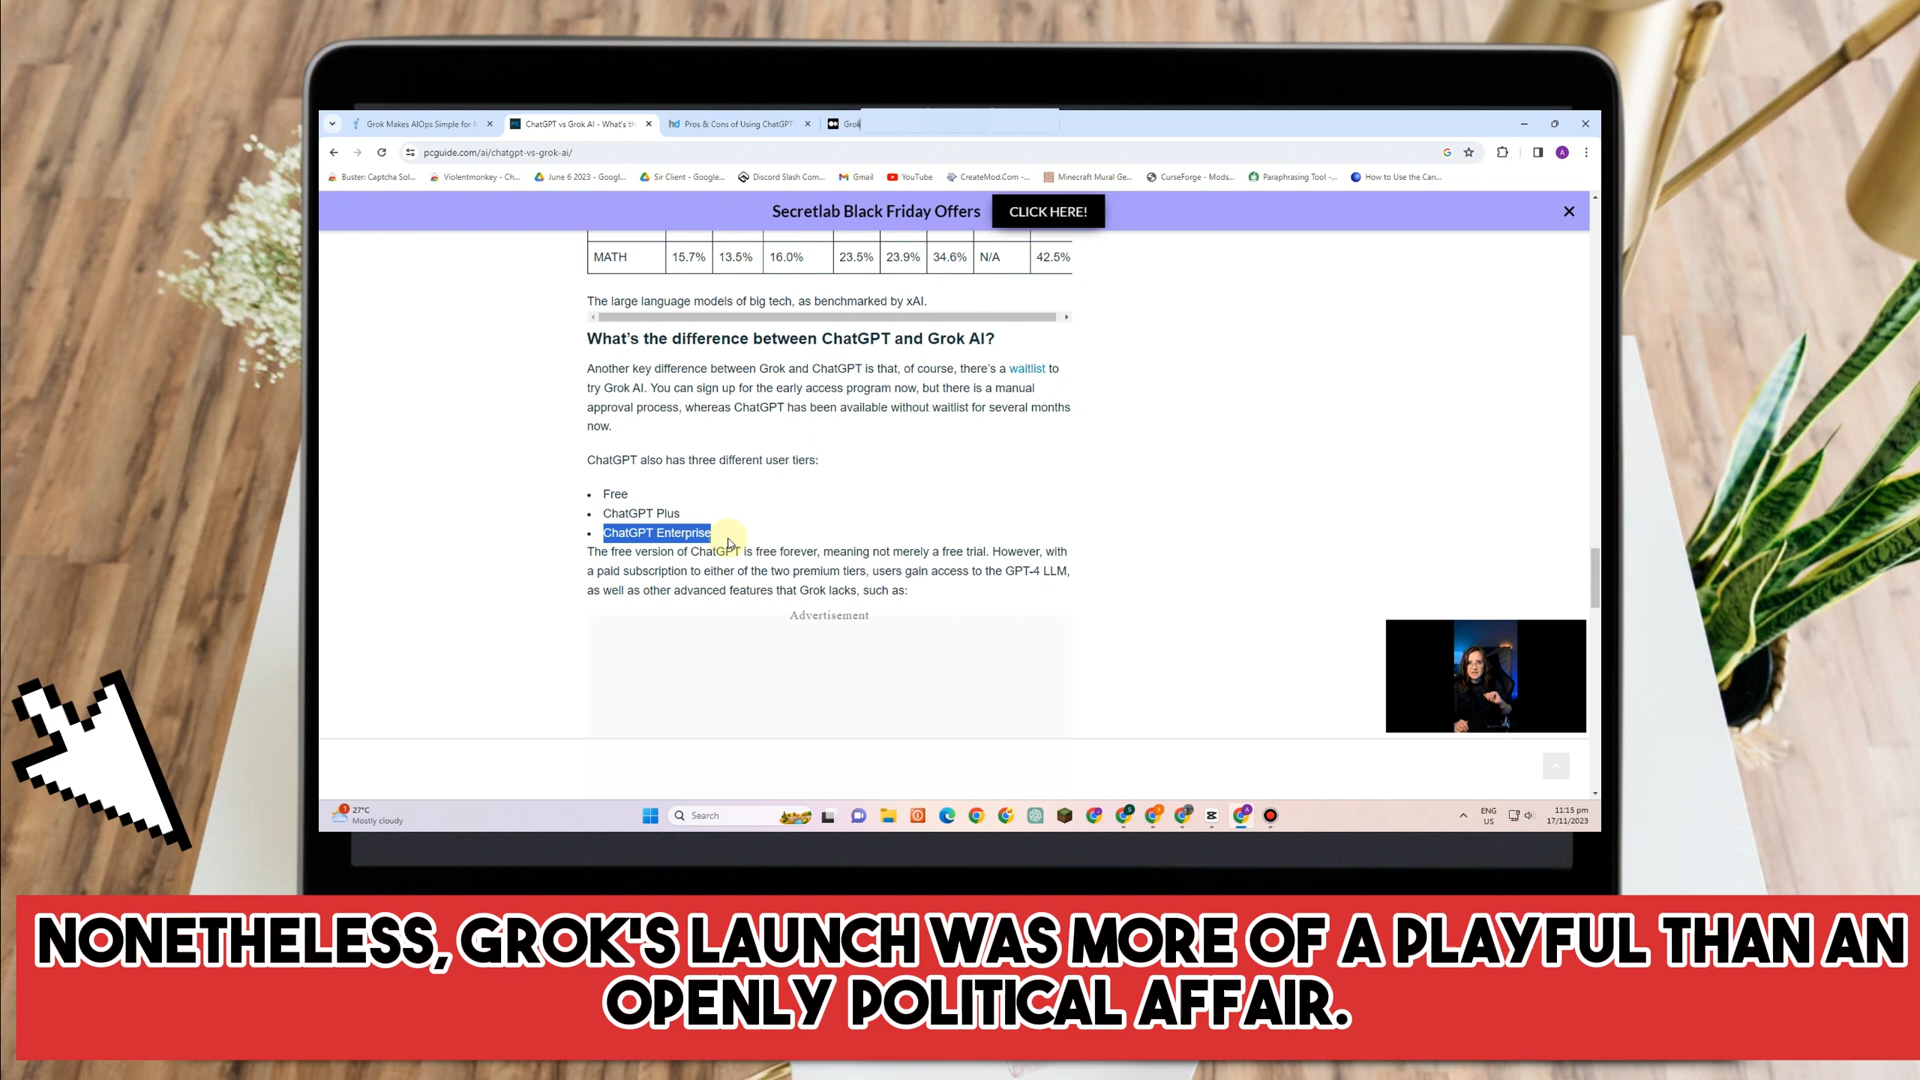 Grok Makes AIOps Simple for
ChatGPT vs Grok AI - What's th
Pros & Cons of Using ChatGPT
Grok
pcguide.com/ai/chatgpt-vs-grok-ai/
Buster: Captcha Sol...
Violentmonkey - Ch...
June 6 2023 - Googl...
Sir Client - Google...
Discord Slash Com...
Gmail
YouTube
CreateMod.Com -...
Minecraft Mural Ge...
CurseForge - Mods...
Paraphrasing Tool -...
How to Use the Can...
Secretlab Black Friday Offers CLICK HERE!
MATH 15.7% 13.5% 16.0% 23.5% 23.9% 34.6% N/A 42.5%
The large language models of big tech, as benchmarked by xAI.
What's the difference between ChatGPT and Grok AI?
Another key difference between Grok and ChatGPT is that, of course, there's a waitlist to
try Grok AI. You can sign up for the early access program now, but there is a manual
approval process, whereas ChatGPT has been available without waitlist for several months
now.
ChatGPT also has three different user tiers:
• Free
• ChatGPT Plus
• ChatGPT Enterprise
The free version of ChatGPT is free forever, meaning not merely a free trial. However, with
a paid subscription to either of the two premium tiers, users gain access to the GPT-4 LLM,
as well as other advanced features that Grok lacks, such as:
Advertisement
27°C
Mostly cloudy
Search
ENG
US
11:15 pm
17/11/2023
NONETHELESS, GROK'S LAUNCH WAS MORE OF A PLAYFUL THAN AN
OPENLY POLITICAL AFFAIR.